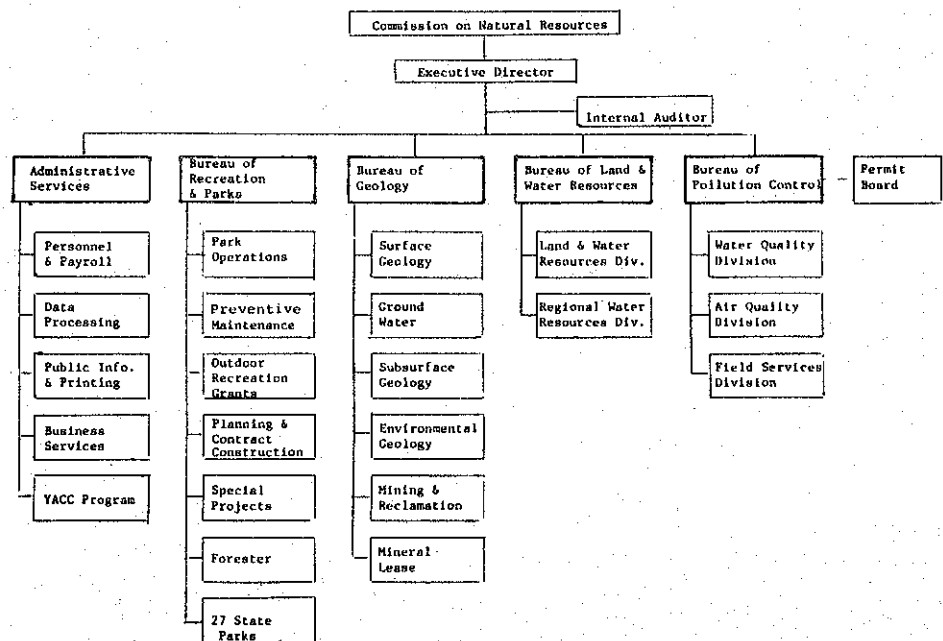 Commission on Natural Resources
Executive Director
Internal Auditor
Administrative
Services
Personnel
& Payroll
Data
Processing
Public Info.
& Printing
Business
Services
YACC Program
Bureau of
Recreation
& Parks
Park
Operations
Preventive
Maintenance
Outdoor
Recreation
Grants
Planning &
Contract
Construction
Special
Projects
Forester
27 State
Parks
Bureau of
Geology
Surface
Geology
Ground
Water
Subsurface
Geology
Environmental
Geology
Mining &
Reclamation
Mineral
Lease
Bureau of Land &
Water Resources
Land & Water
Resources Div.
Regional Water
Resources Div.
Bureau of
Pollution Control
Water Quality
Division
Air Quality
Division
Field Services
Division
Permit
Board